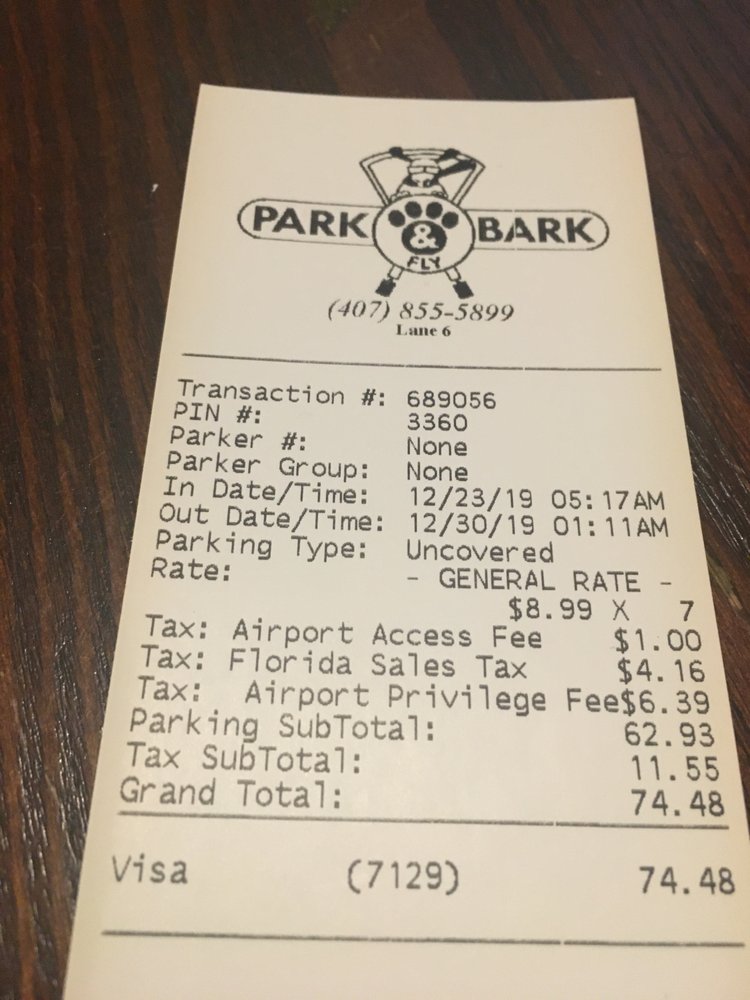 PARK & BARK
FLY
(407) 855-5899
Lane 6
Transaction #: 689056
PIN #: 3360
Parker #: None
Parker Group: None
In Date/Time: 12/23/19 05:17AM
Out Date/Time: 12/30/19 01:11AM
Parking Type: Uncovered
Rate: - GENERAL RATE -
$8.99 X 7
Tax: Airport Access Fee $1.00
Tax: Florida Sales Tax $4.16
Tax: Airport Privilege Fee$6.39
Parking SubTotal: 62.93
Tax SubTotal: 11.55
Grand Total: 74.48
Visa (7129) 74.48